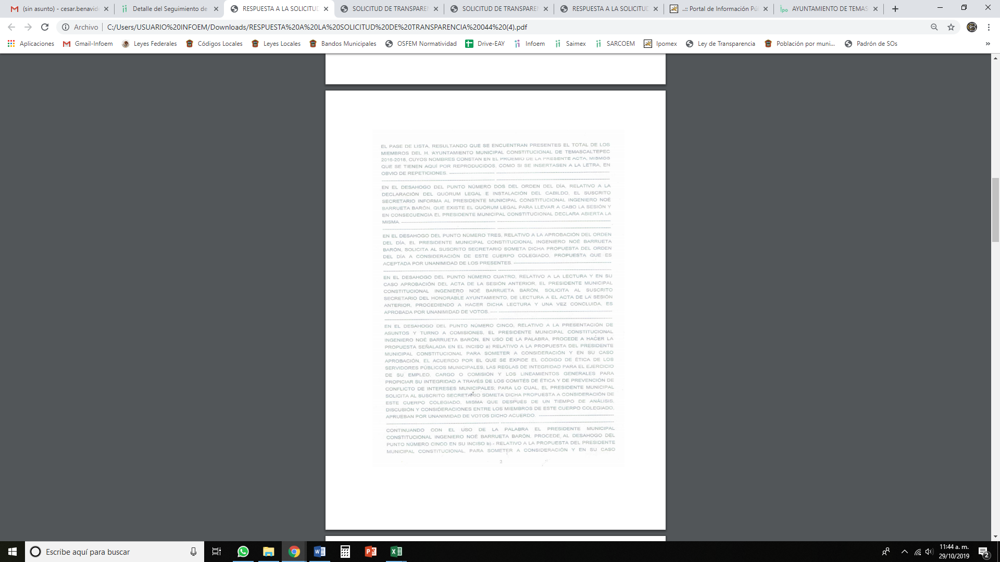 (sin asunto) - cesar.benavid
Detalle del Seguimiento de
RESPUESTA A LA SOLICITUD
SOLICITUD DE TRANSPAREN
SOLICITUD DE TRANSPAREN
RESPUESTA A LA SOLICITUD
..:: Portal de Información Pú
AYUNTAMIENTO DE TEMAS
Archivo
C:/Users/USUARIO%20INFOEM/Downloads/RESPUESTA%20A%20LA%20SOLICITUD%20DE%20TRANSPARENCIA%20044%20(4).pdf
Aplicaciones
Gmail-Infoem
Leyes Federales
Códigos Locales
Leyes Locales
Bandos Municipales
OSFEM Normatividad
Drive-EAY
Infoem
Saimex
SARCOEM
Ipomex
Ley de Transparencia
Población por muni...
Padrón de SOs
EL PASE DE LISTA, RESULTANDO QUE SE ENCUENTRAN PRESENTES EL TOTAL DE LOS
MIEMBROS DEL H. AYUNTAMIENTO MUNICIPAL CONSTITUCIONAL DE TEMASCALTEPEC
2016-2018, CUYOS NOMBRES CONSTAN EN EL PROEMIO DE LA PRESENTE ACTA, MISMOS
QUE SE TIENEN AQUÍ POR REPRODUCIDOS, COMO SI SE INSERTASEN A LA LETRA, EN
OBVIO DE REPETICIONES.
EN EL DESAHOGO DEL PUNTO NÚMERO DOS DEL ORDEN DEL DÍA, RELATIVO A LA
DECLARACIÓN DEL QUORUM LEGAL E INSTALACIÓN DEL CABILDO, EL SUSCRITO
SECRETARIO INFORMA AL PRESIDENTE MUNICIPAL CONSTITUCIONAL INGENIERO NOÉ
BARRUETA BARÓN, QUE EXISTE EL QUÓRUM LEGAL PARA LLEVAR A CABO LA SESIÓN Y
EN CONSECUENCIA EL PRESIDENTE MUNICIPAL CONSTITUCIONAL DECLARA ABIERTA LA
MISMA.
EN EL DESAHOGO DEL PUNTO NÚMERO TRES, RELATIVO A LA APROBACIÓN DEL ORDEN
DEL DÍA, EL PRESIDENTE MUNICIPAL CONSTITUCIONAL INGENIERO NOÉ BARRUETA
BARÓN, SOLICITA AL SUSCRITO SECRETARIO SOMETA DICHA PROPUESTA DEL ORDEN
DEL DÍA A CONSIDERACIÓN DE ESTE CUERPO COLEGIADO, PROPUESTA QUE ES
ACEPTADA POR UNANIMIDAD DE LOS PRESENTES.
EN EL DESAHOGO DEL PUNTO NÚMERO CUATRO, RELATIVO A LA LECTURA Y EN SU
CASO APROBACIÓN DEL ACTA DE LA SESIÓN ANTERIOR, EL PRESIDENTE MUNICIPAL
CONSTITUCIONAL INGENIERO NOÉ BARRUETA BARÓN, SOLICITA AL SUSCRITO
SECRETARIO DEL HONORABLE AYUNTAMIENTO, DE LECTURA A EL ACTA DE LA SESIÓN
ANTERIOR, PROCEDIENDO A HACER DICHA LECTURA Y UNA VEZ CONCLUIDA, ES
APROBADA POR UNANIMIDAD DE VOTOS.
EN EL DESAHOGO DEL PUNTO NÚMERO CINCO, RELATIVO A LA PRESENTACIÓN DE
ASUNTOS Y TURNO A COMISIONES, EL PRESIDENTE MUNICIPAL CONSTITUCIONAL
INGENIERO NOÉ BARRUETA BARÓN, EN USO DE LA PALABRA, PROCEDE A HACER LA
PROPUESTA SEÑALADA EN EL INCISO a) RELATIVO A LA PROPUESTA DEL PRESIDENTE
MUNICIPAL CONSTITUCIONAL PARA SOMETER A CONSIDERACIÓN Y EN SU CASO
APROBACIÓN, EL ACUERDO POR EL QUE SE EXPIDE EL CÓDIGO DE ÉTICA DE LOS
SERVIDORES PÚBLICOS MUNICIPALES, LAS REGLAS DE INTEGRIDAD PARA EL EJERCICIO
DE SU EMPLEO, CARGO O COMISIÓN Y LOS LINEAMIENTOS GENERALES PARA
PROPICIAR SU INTEGRIDAD A TRAVÉS DE LOS COMITÉS DE ÉTICA Y DE PREVENCIÓN DE
CONFLICTO DE INTERESES MUNICIPALES; PARA LO CUAL, EL PRESIDENTE MUNICIPAL
SOLICITA AL SUSCRITO SECRETARIO SOMETA DICHA PROPUESTA A CONSIDERACIÓN DE
ESTE CUERPO COLEGIADO, MISMA QUE DESPUÉS DE UN TIEMPO DE ANÁLISIS,
DISCUSIÓN Y CONSIDERACIONES ENTRE LOS MIEMBROS DE ESTE CUERPO COLEGIADO,
APRUEBAN POR UNANIMIDAD DE VOTOS DICHO ACUERDO.
CONTINUANDO CON EL USO DE LA PALABRA EL PRESIDENTE MUNICIPAL
CONSTITUCIONAL INGENIERO NOÉ BARRUETA BARÓN, PROCEDE AL DESAHOGO DEL
PUNTO NÚMERO CINCO EN SU INCISO b).- RELATIVO A LA PROPUESTA DEL PRESIDENTE
MUNICIPAL CONSTITUCIONAL, PARA SOMETER A CONSIDERACIÓN Y EN SU CASO
2
Escribe aquí para buscar
11:44 a. m.
29/10/2019
2